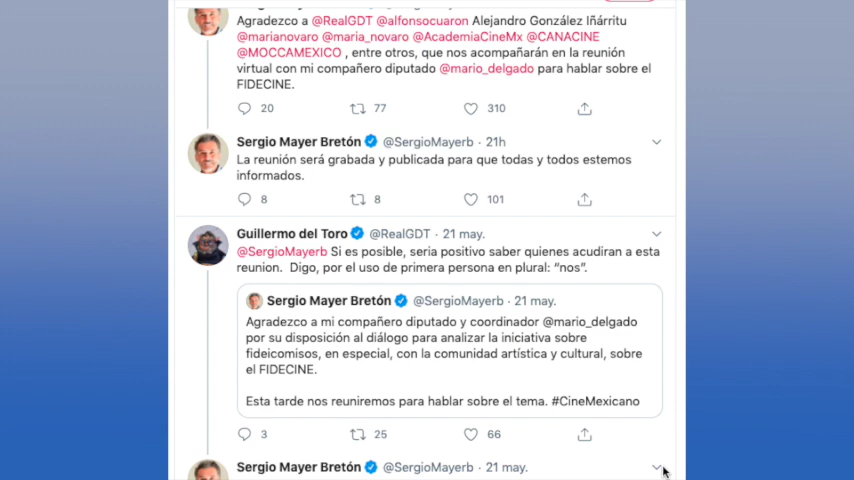 Agradezco a @RealGDT @alfonsocuaron Alejandro González Iñárritu
@marianovaro @maria_novaro @AcademiaCineMx @CANACINE
@MOCCAMEXICO , entre otros, que nos acompañarán en la reunión
virtual con mi compañero diputado @mario_delgado para hablar sobre el
FIDECINE.
20 77 310
Sergio Mayer Bretón @SergioMayerb · 21h
La reunión será grabada y publicada para que todas y todos estemos
informados.
8 8 101
Guillermo del Toro @RealGDT · 21 may.
@SergioMayerb Si es posible, seria positivo saber quienes acudiran a esta
reunion. Digo, por el uso de primera persona en plural: “nos”.
Sergio Mayer Bretón @SergioMayerb · 21 may.
Agradezco a mi compañero diputado y coordinador @mario_delgado
por su disposición al diálogo para analizar la iniciativa sobre
fideicomisos, en especial, con la comunidad artística y cultural, sobre
el FIDECINE.
Esta tarde nos reuniremos para hablar sobre el tema. #CineMexicano
3 25 66
Sergio Mayer Bretón @SergioMayerb · 21 may.